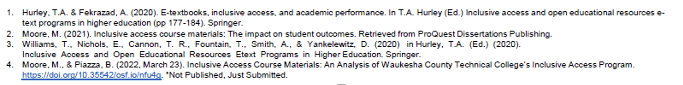 1. Hurley, T.A. & Fekrazad, A. (2020). E-textbooks, inclusive access, and academic performance. In T.A. Hurley (Ed.) Inclusive access and open educational resources e-
text programs in higher education (pp 177-184). Springer.
2. Moore, M. (2021). Inclusive access course materials: The impact on student outcomes. Retrieved from ProQuest Dissertations Publishing.
3. Williams, T., Nichols, E., Cannon, T. R., Fountain, T., Smith, A., & Yankelewitz, D. (2020) in Hurley, T.A. (Ed.) (2020).
Inclusive Access and Open Educational Resources Etext Programs in Higher Education. Springer.
4. Moore, M., & Piazza, B. (2022, March 23). Inclusive Access Course Materials: An Analysis of Waukesha County Technical College's Inclusive Access Program.
https://doi.org/10.35542/osf.io/nfu4g. *Not Published, Just Submitted.